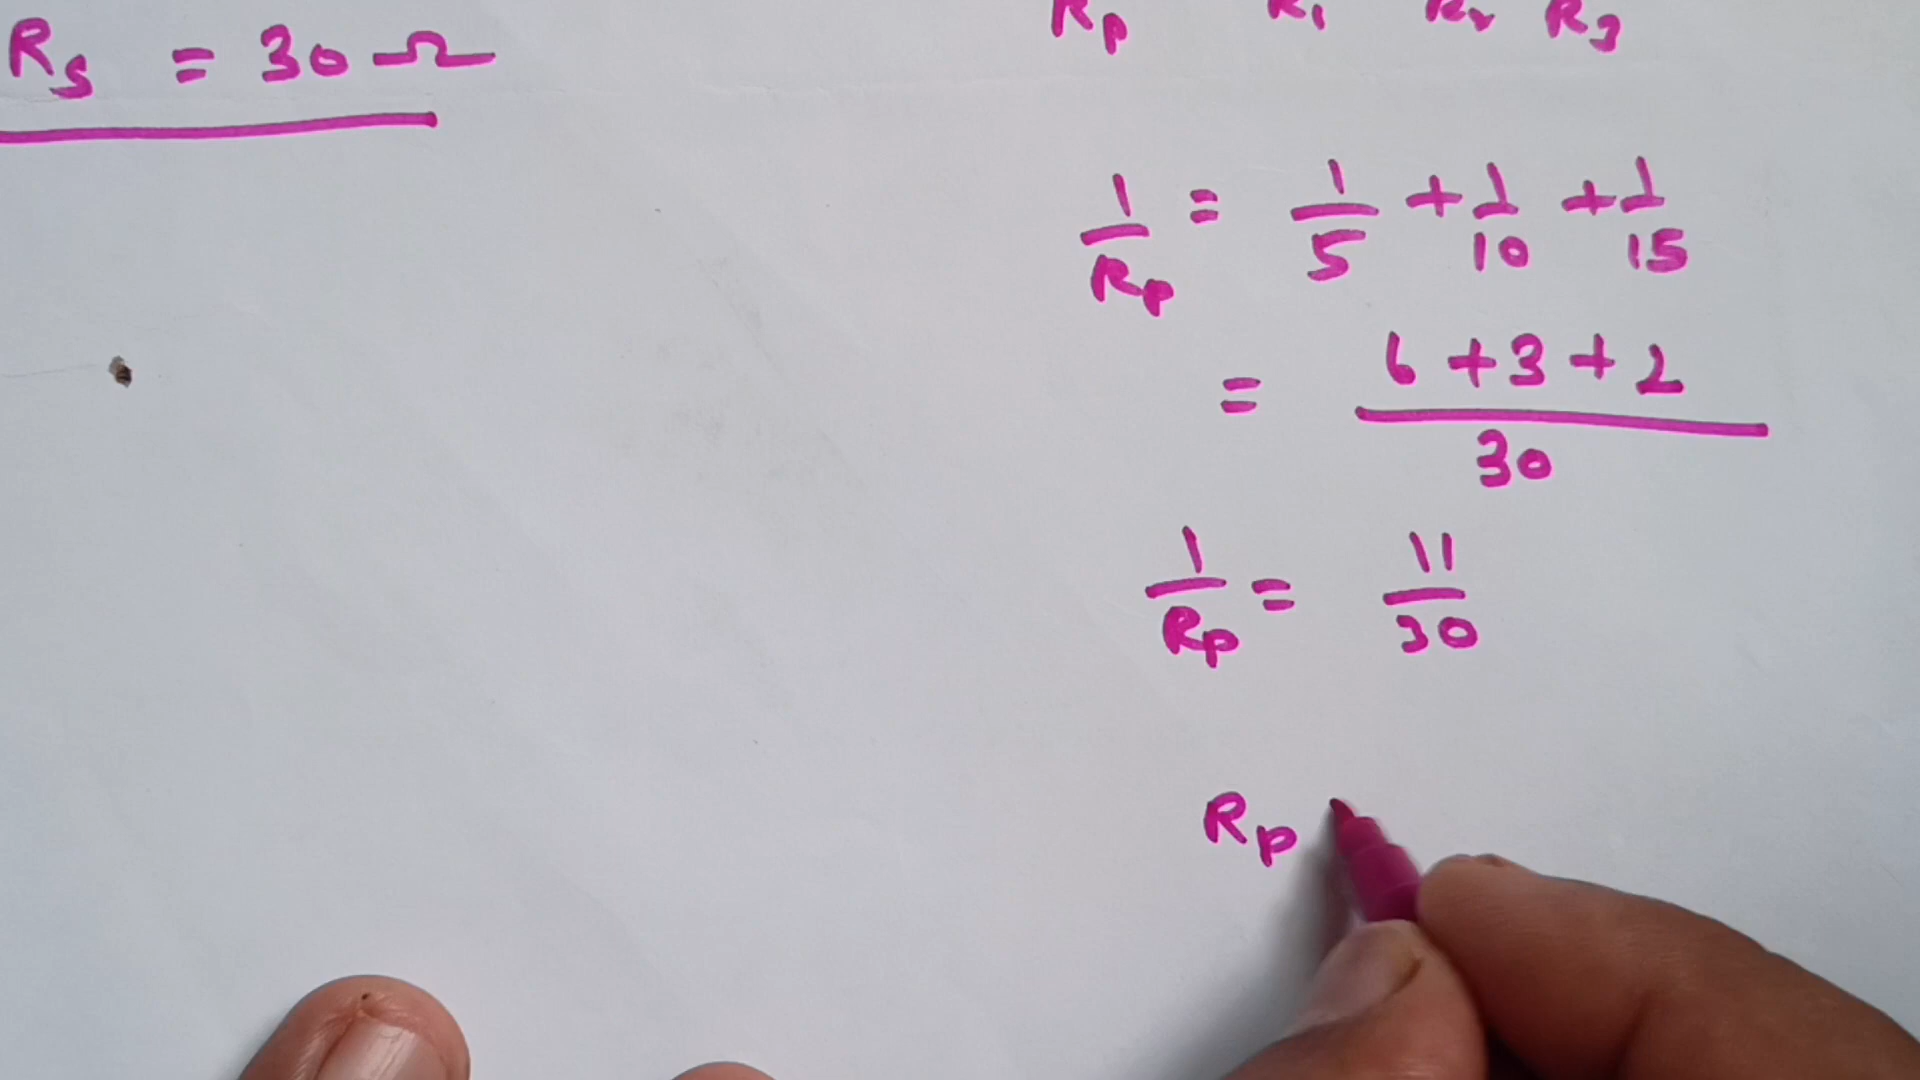 Rs = 30 Ω
Rp R1 R2 R3
1/Rp = 1/5 + 1/10 + 1/15
= 6 + 3 + 2 / 30
1/Rp = 11/30
Rp